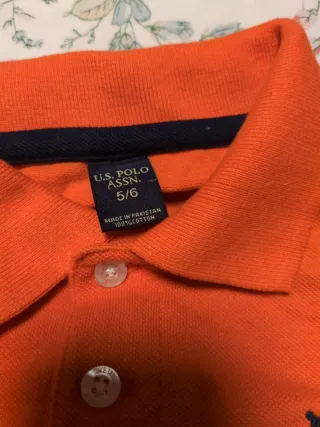 U.S. POLO
ASSN.
5/6
MADE IN PAKISTAN
100% COTTON